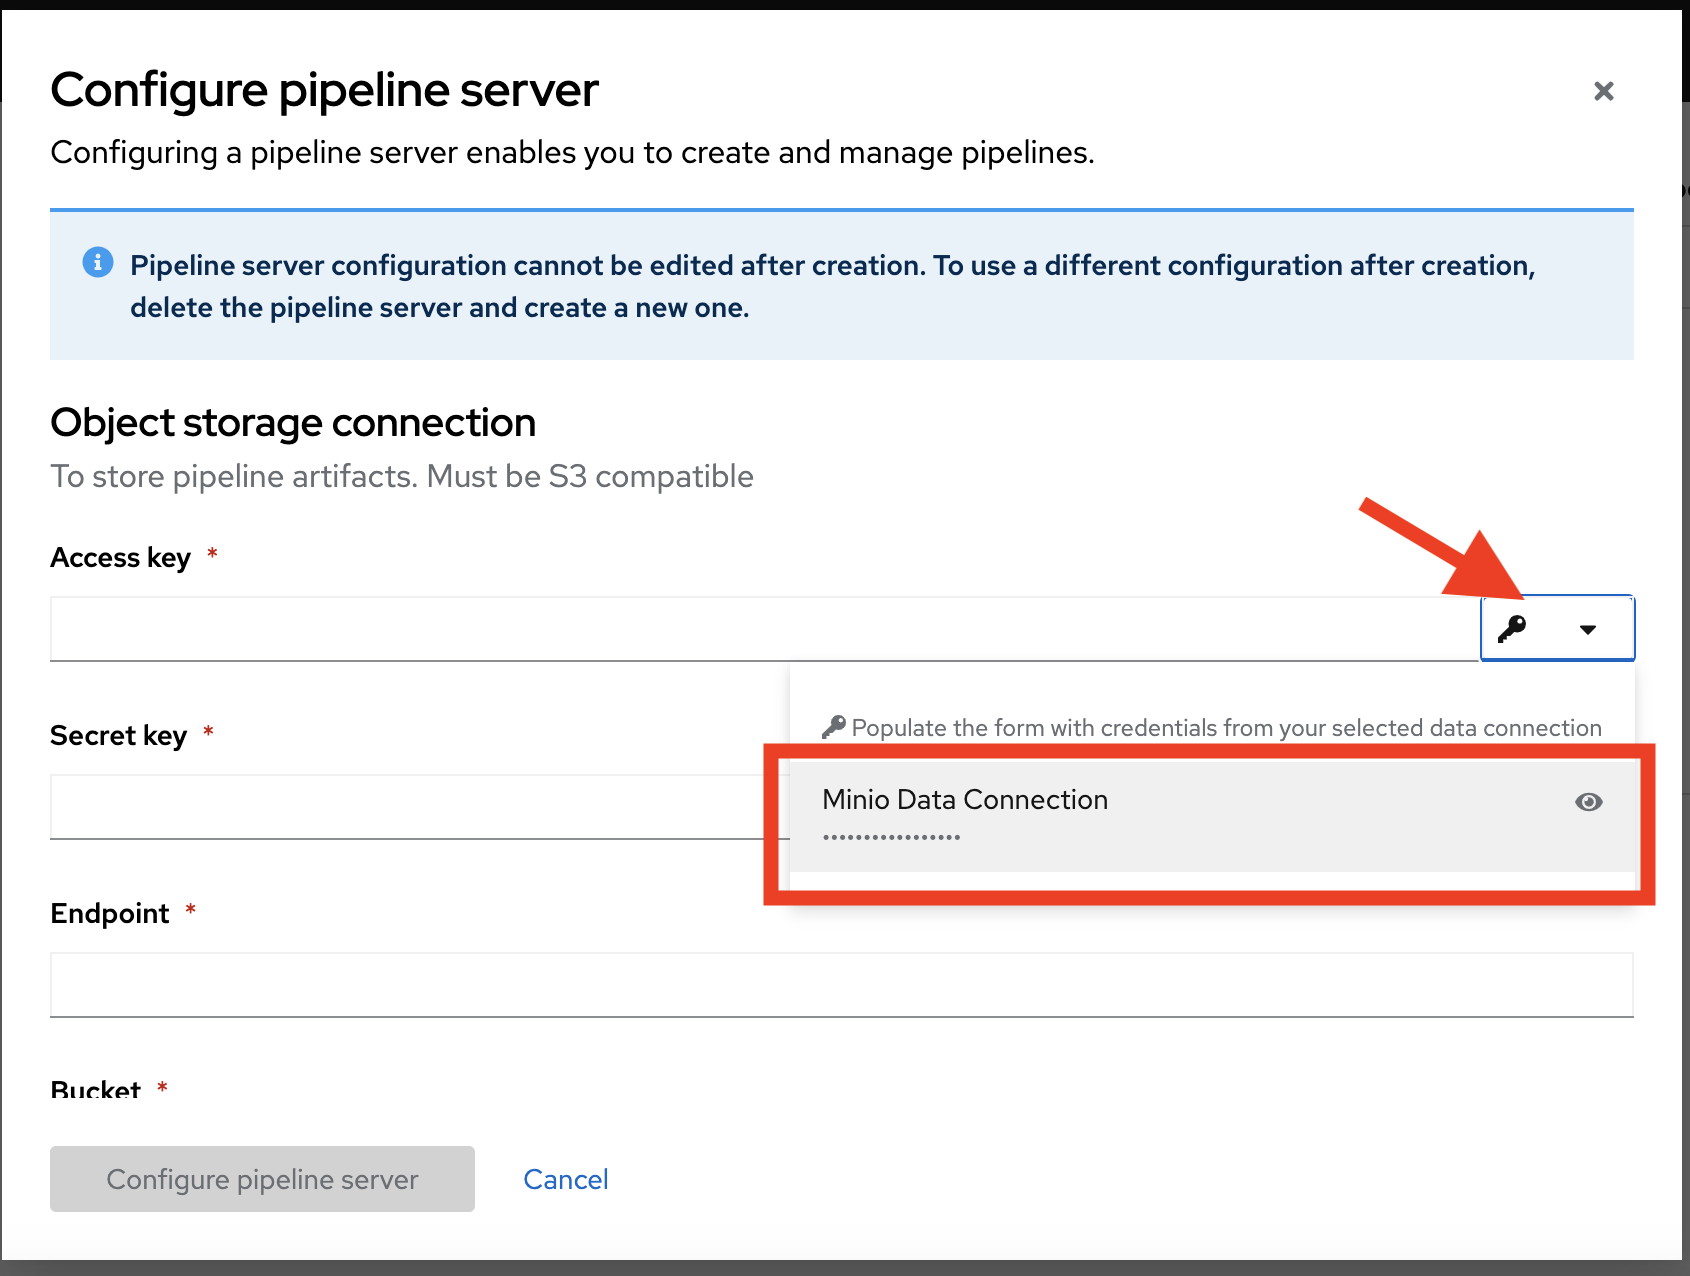 Configure pipeline server
Configuring a pipeline server enables you to create and manage pipelines.
Pipeline server configuration cannot be edited after creation. To use a different configuration after creation,
delete the pipeline server and create a new one.
Object storage connection
To store pipeline artifacts. Must be S3 compatible
Access key *
Populate the form with credentials from your selected data connection
Secret key *
Minio Data Connection
•••••••••••••••••
Endpoint *
Bucket *
Configure pipeline server
Cancel